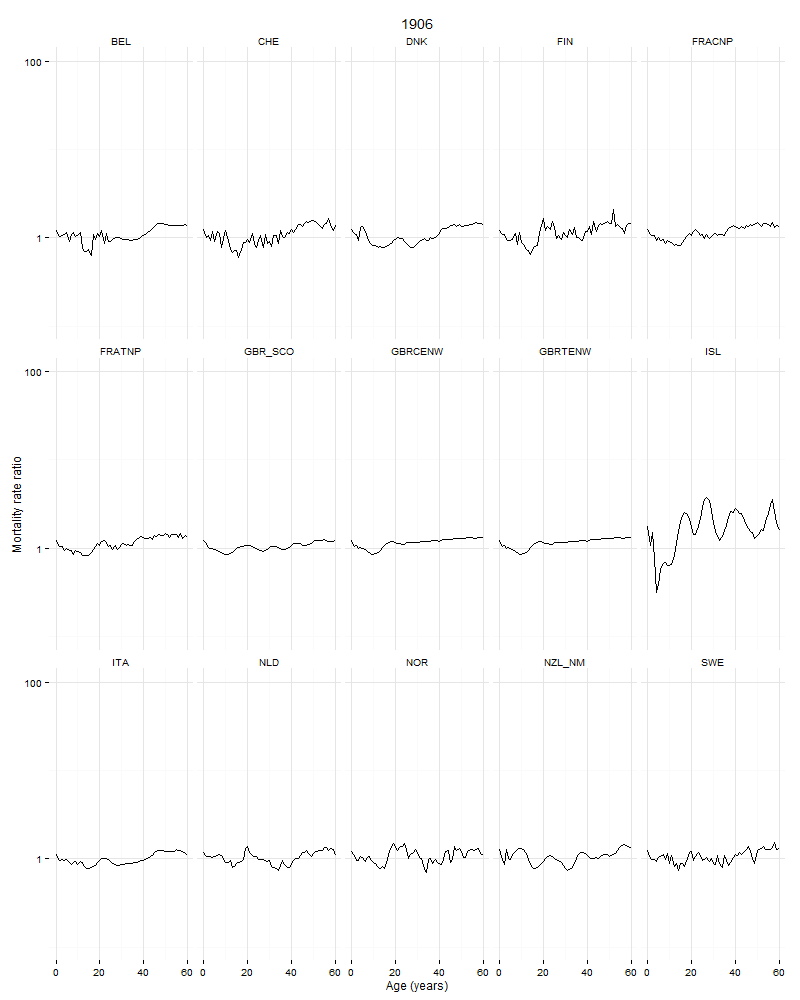 1906
BEL CHE DNK FIN FRACNP
100
1
FRATNP GBR_SCO GBRCENW GBRTENW ISL
100
1
Mortality rate ratio
ITA NLD NOR NZL_NM SWE
100
1
0 20 40 60 0 20 40 60 0 20 40 60 0 20 40 60 0 20 40 60
Age (years)